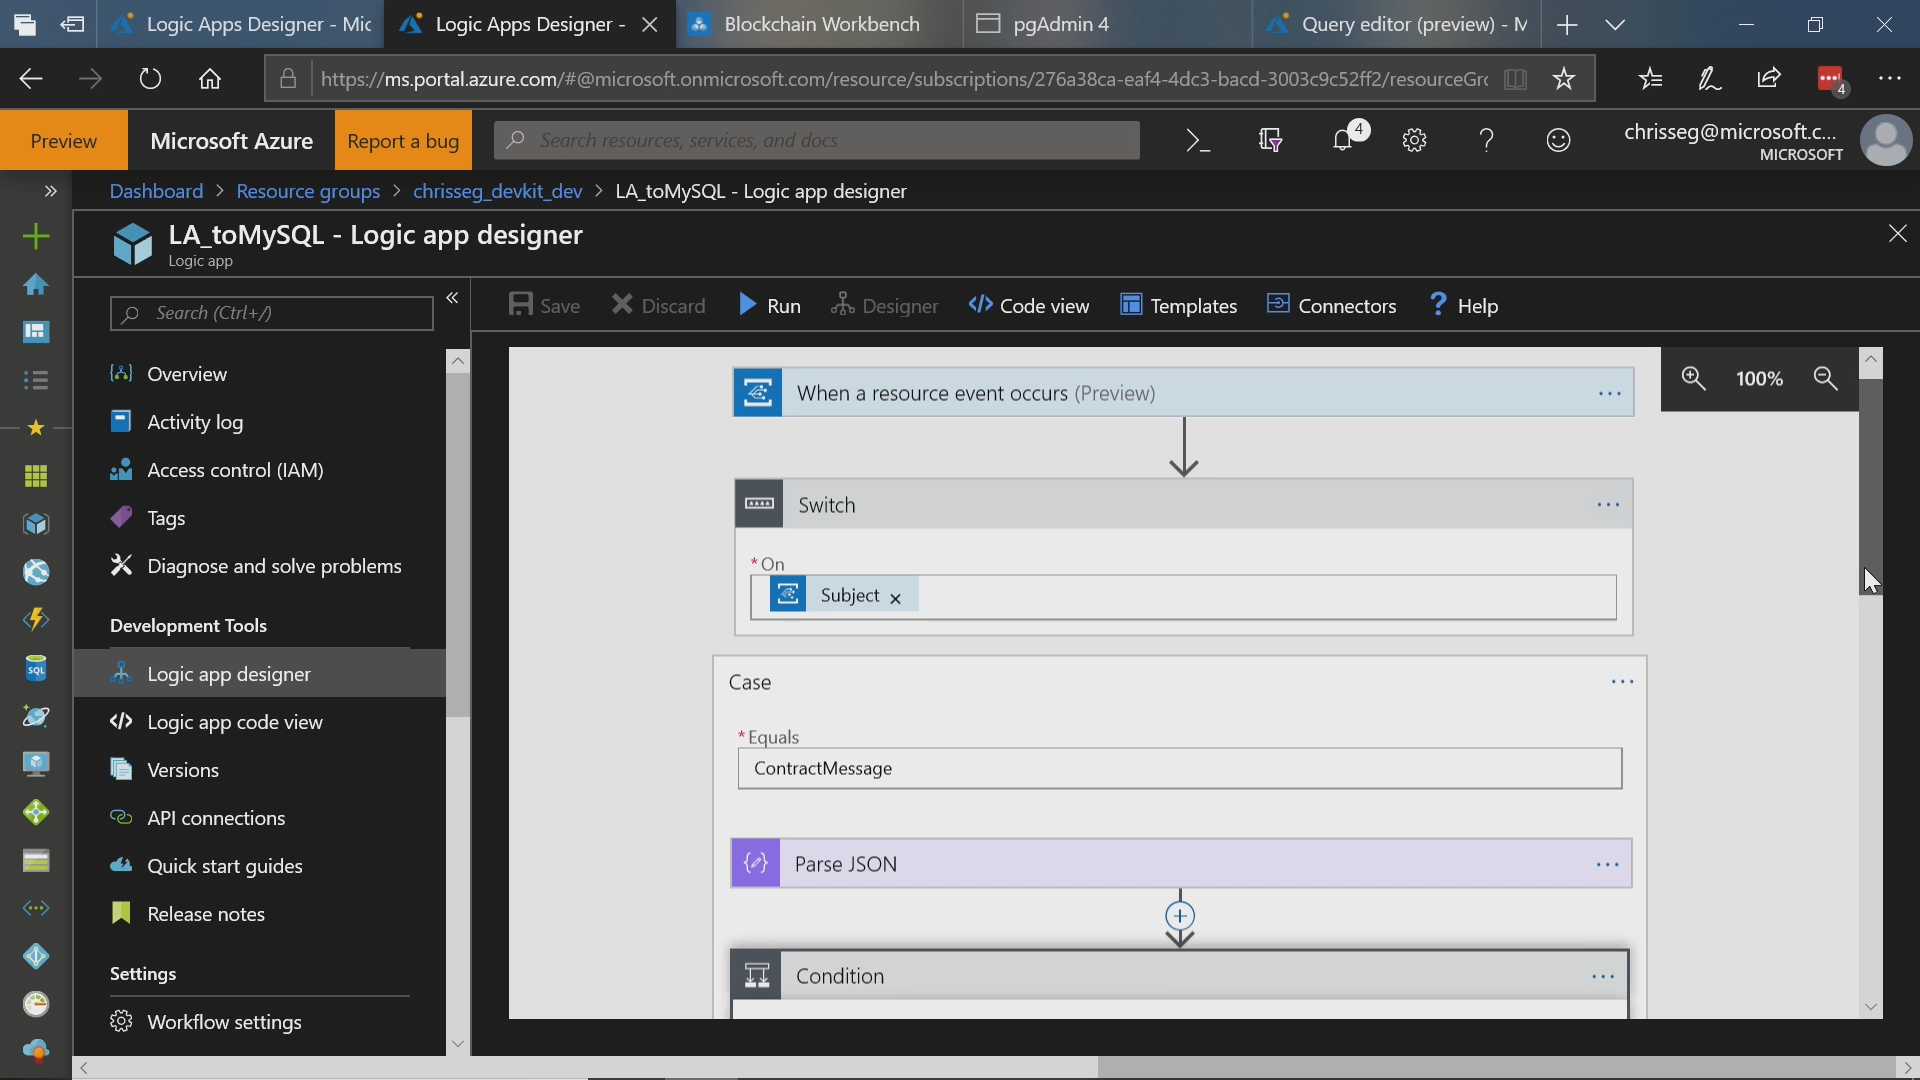 Logic Apps Designer - Mic
Logic Apps Designer -
Blockchain Workbench
pgAdmin 4
Query editor (preview) - M
https://ms.portal.azure.com/#@microsoft.onmicrosoft.com/resource/subscriptions/276a38ca-eaf4-4dc3-bacd-3003c9c52ff2/resourceGrc
4
Preview
Microsoft Azure
Report a bug
Search resources, services, and docs
4
chrisseg@microsoft.c...
MICROSOFT
Dashboard > Resource groups > chrisseg_devkit_dev > LA_toMySQL - Logic app designer
LA_toMySQL - Logic app designer
Logic app
Search (Ctrl+/)
Save
Discard
Run
Designer
Code view
Templates
Connectors
Help
Overview
Activity log
Access control (IAM)
Tags
Diagnose and solve problems
Development Tools
Logic app designer
Logic app code view
Versions
API connections
Quick start guides
Release notes
Settings
Workflow settings
SQL
When a resource event occurs (Preview)
100%
Switch
* On
Subject
Case
* Equals
ContractMessage
Parse JSON
Condition